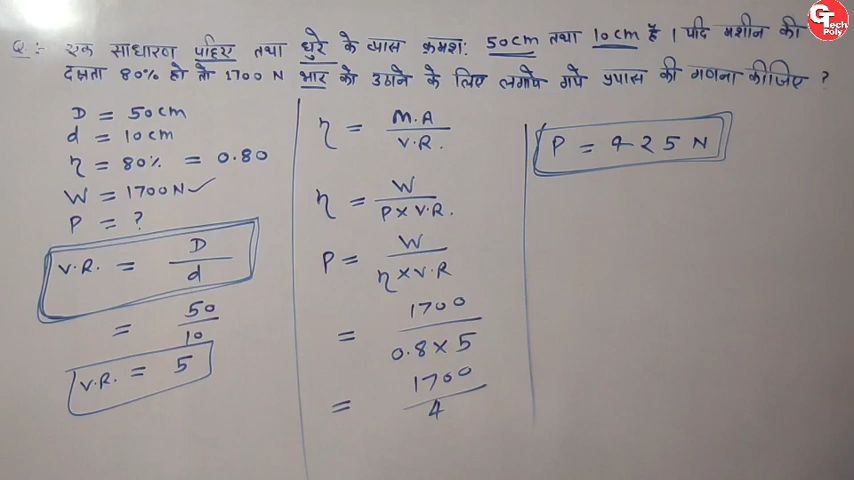 Q:- एक साधारण पहिए तथा धुरे के व्यास क्रमश: 50cm तथा 10cm हैं । यदि मशीन की
दक्षता 80% हो तो 1700 N भार को उठाने के लिए लगाये गये प्रयास की गणना कीजिए ?
D = 50cm
d = 10cm
η = 80% = 0.80
W = 1700N ✓
P = ?
V.R. = D/d
= 50/10
V.R. = 5
η = M.A/V.R.
η = W/P×V.R.
P = W/η×V.R
= 1700/0.8×5
= 1700/4
P = 425 N
GTech
Poly